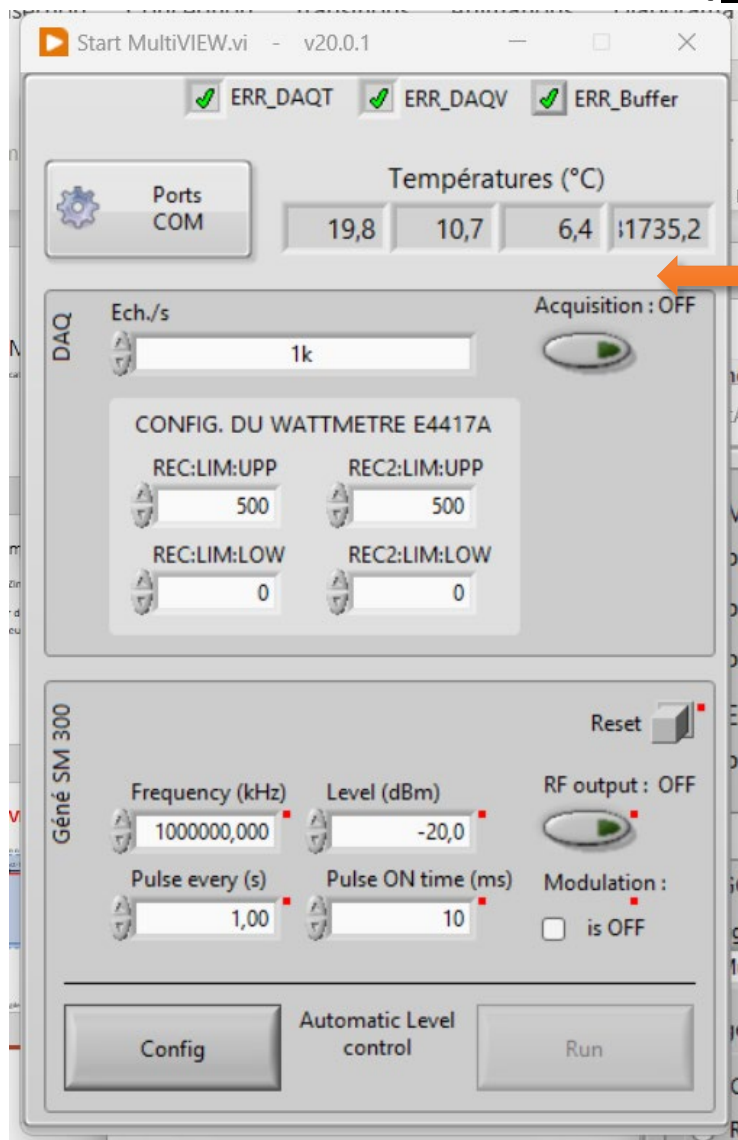 Start MultiVIEW.vi - v20.0.1
ERR_DAQT ERR_DAQV ERR_Buffer
Ports
COM
Températures (°C)
19,8 10,7 6,4 1735,2
DAQ
Ech./s
1k
Acquisition : OFF
CONFIG. DU WATTMETRE E4417A
REC:LIM:UPP REC2:LIM:UPP
500 500
REC:LIM:LOW REC2:LIM:LOW
0 0
Géné SM 300
Reset
Frequency (kHz) Level (dBm) RF output : OFF
1000000,000 -20,0
Pulse every (s) Pulse ON time (ms) Modulation :
1,00 10 is OFF
Config
Automatic Level
control
Run